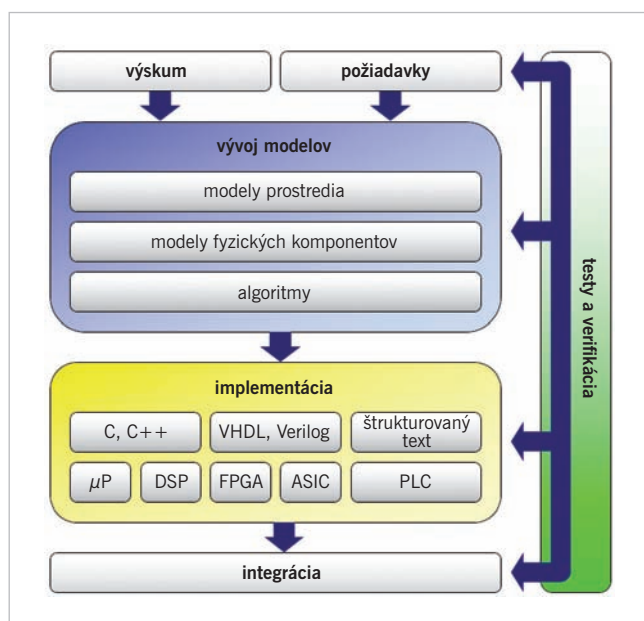 výskum
požiadavky
vývoj modelov
modely prostredia
modely fyzických komponentov
algoritmy
implementácia
C, C++
VHDL, Verilog
štrukturovaný
text
µP
DSP
FPGA
ASIC
PLC
integrácia
testy a verifikácia